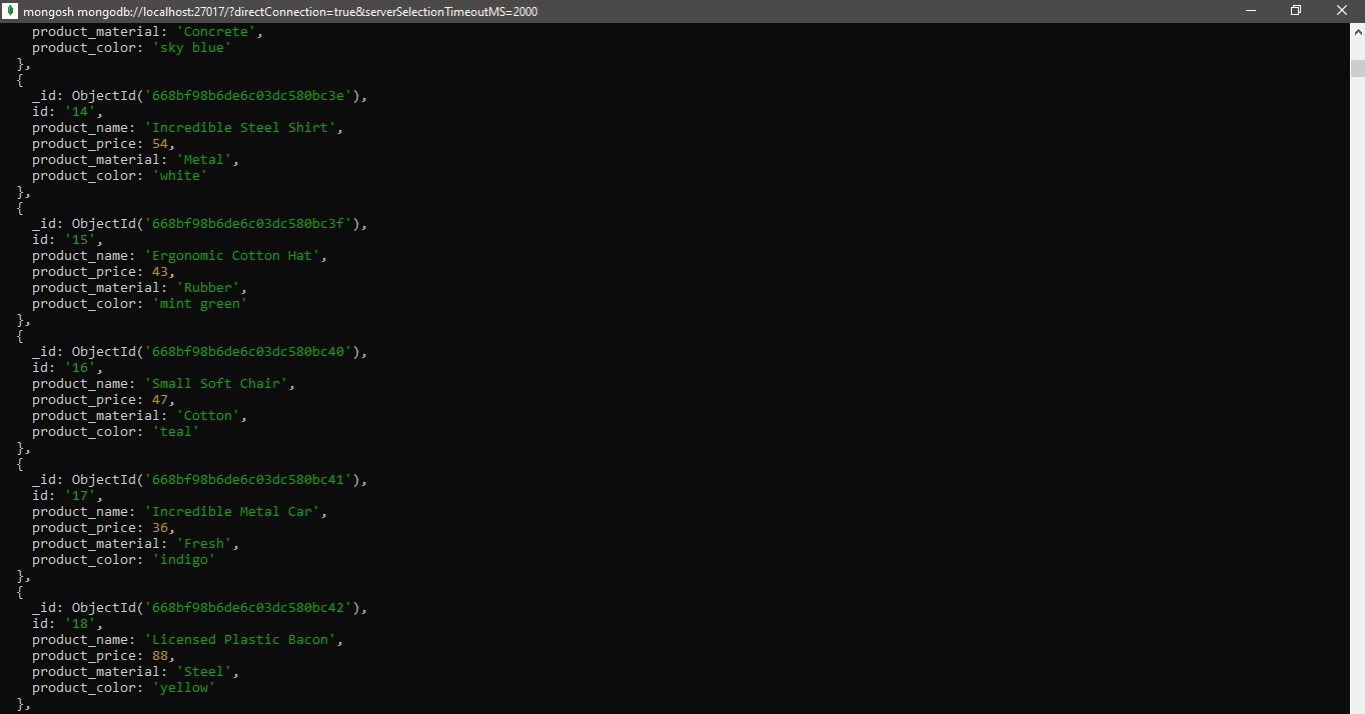 mongosh mongodb://localhost:27017/?directConnection=true&serverSelectionTimeoutMS=2000
    product_material: 'Concrete',
    product_color: 'sky blue'
  },
  {
    _id: ObjectId('668bf98b6de6c03dc580bc3e'),
    id: '14',
    product_name: 'Incredible Steel Shirt',
    product_price: 54,
    product_material: 'Metal',
    product_color: 'white'
  },
  {
    _id: ObjectId('668bf98b6de6c03dc580bc3f'),
    id: '15',
    product_name: 'Ergonomic Cotton Hat',
    product_price: 43,
    product_material: 'Rubber',
    product_color: 'mint green'
  },
  {
    _id: ObjectId('668bf98b6de6c03dc580bc40'),
    id: '16',
    product_name: 'Small Soft Chair',
    product_price: 47,
    product_material: 'Cotton',
    product_color: 'teal'
  },
  {
    _id: ObjectId('668bf98b6de6c03dc580bc41'),
    id: '17',
    product_name: 'Incredible Metal Car',
    product_price: 36,
    product_material: 'Fresh',
    product_color: 'indigo'
  },
  {
    _id: ObjectId('668bf98b6de6c03dc580bc42'),
    id: '18',
    product_name: 'Licensed Plastic Bacon',
    product_price: 88,
    product_material: 'Steel',
    product_color: 'yellow'
  },